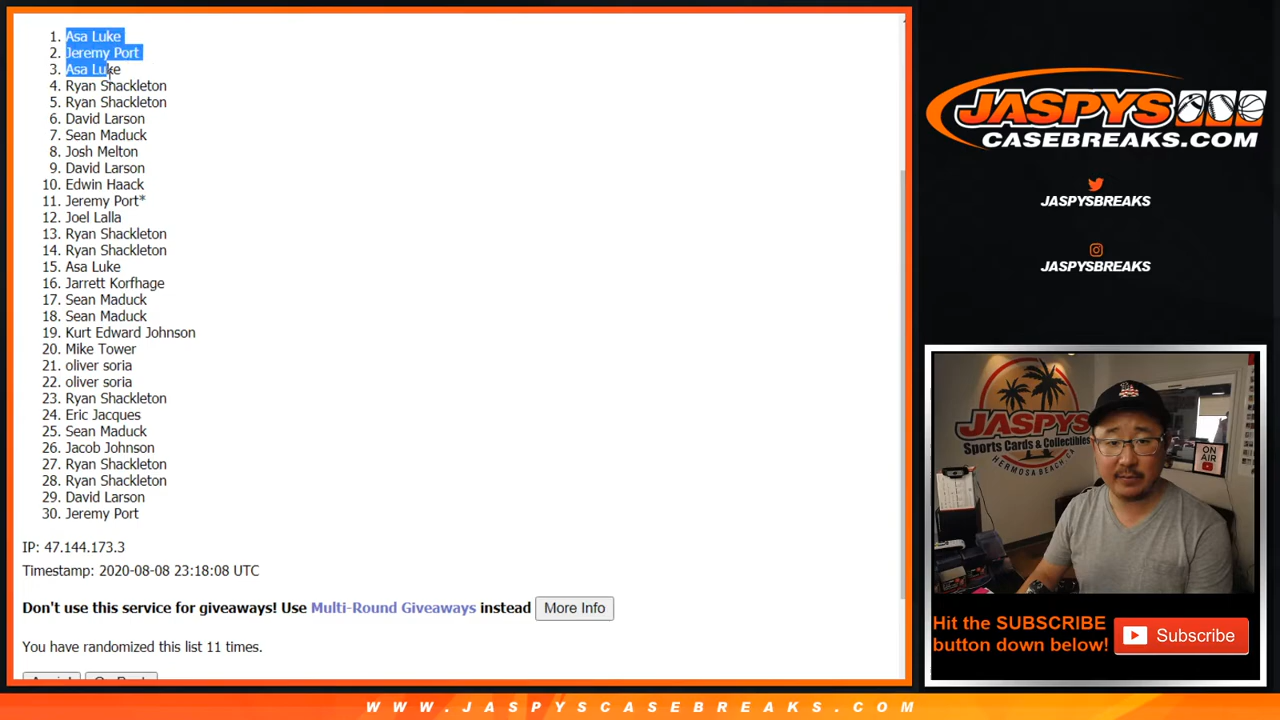 1. Asa Luke
2. Jeremy Port
3. Asa Luke
4. Ryan Shackleton
5. Ryan Shackleton
6. David Larson
7. Sean Maduck
8. Josh Melton
9. David Larson
10. Edwin Haack
11. Jeremy Port*
12. Joel Lalla
13. Ryan Shackleton
14. Ryan Shackleton
15. Asa Luke
16. Jarrett Korfhage
17. Sean Maduck
18. Sean Maduck
19. Kurt Edward Johnson
20. Mike Tower
21. oliver soria
22. oliver soria
23. Ryan Shackleton
24. Eric Jacques
25. Sean Maduck
26. Jacob Johnson
27. Ryan Shackleton
28. Ryan Shackleton
29. David Larson
30. Jeremy Port
IP: 47.144.173.3
Timestamp: 2020-08-08 23:18:08 UTC
Don't use this service for giveaways! Use Multi-Round Giveaways instead More Info
You have randomized this list 11 times.
JASPYS
CASEBREAKS.COM
JASPYSBREAKS
JASPYSBREAKS
JASPYS
Sports Cards & Collectibles
HERMOSA BEACH, CA
ON
AIR
Hit the SUBSCRIBE
button down below!
Subscribe
WWW.JASPYSCASEBREAKS.COM